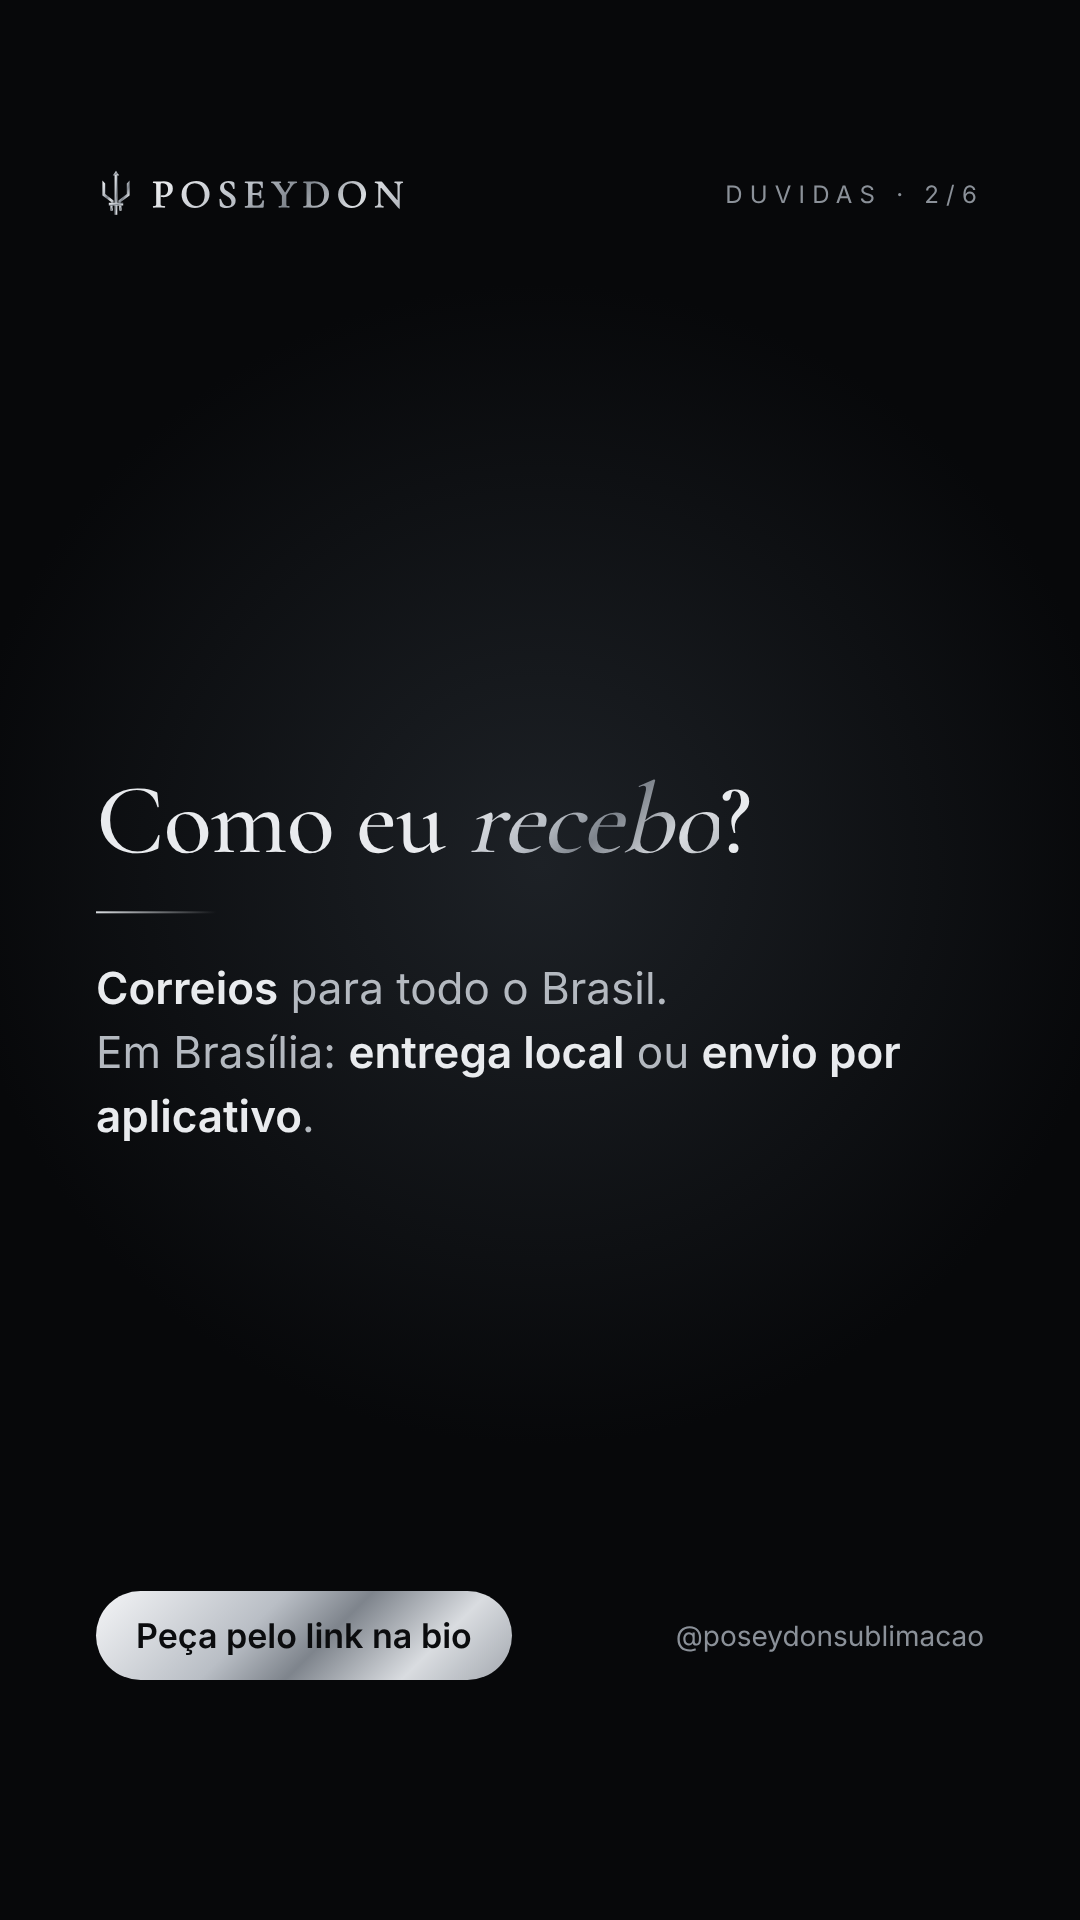 POSEYDON
DUVIDAS · 2/6
Como eu recebo?
Correios para todo o Brasil.
Em Brasília: entrega local ou envio por
aplicativo.
Peça pelo link na bio
@poseydonsublimacao